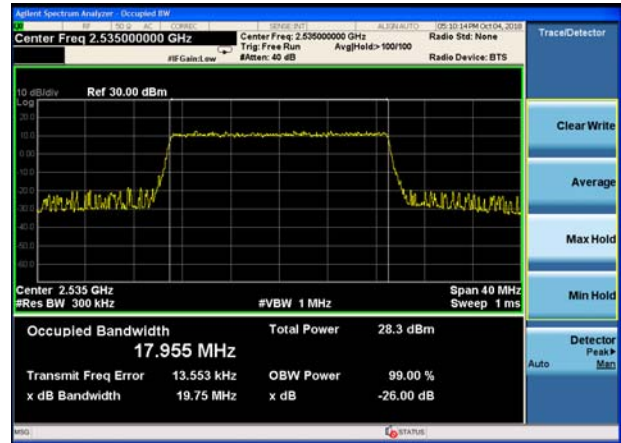 Agilent Spectrum Analyzer - Occupied BW
RF 50 Ω AC CORREC SENSE:INT ALIGN AUTO 05:10:14 PM Oct 04, 2018
Center Freq 2.535000000 GHz Center Freq: 2.535000000 GHz Radio Std: None Trace/Detector
Trig: Free Run Avg|Hold:> 100/100
#IFGain:Low #Atten: 40 dB Radio Device: BTS
10 dB/div Ref 30.00 dBm
Log
20.0
10.0
0.00
-10.0
-20.0
-30.0
-40.0
-50.0
-60.0
Center 2.535 GHz Span 40 MHz
#Res BW 300 kHz #VBW 1 MHz Sweep 1 ms
Occupied Bandwidth Total Power 28.3 dBm
17.955 MHz
Transmit Freq Error 13.553 kHz OBW Power 99.00 %
x dB Bandwidth 19.75 MHz x dB -26.00 dB
Clear Write
Average
Max Hold
Min Hold
Detector
Peak▶
Auto Man
MSG STATUS